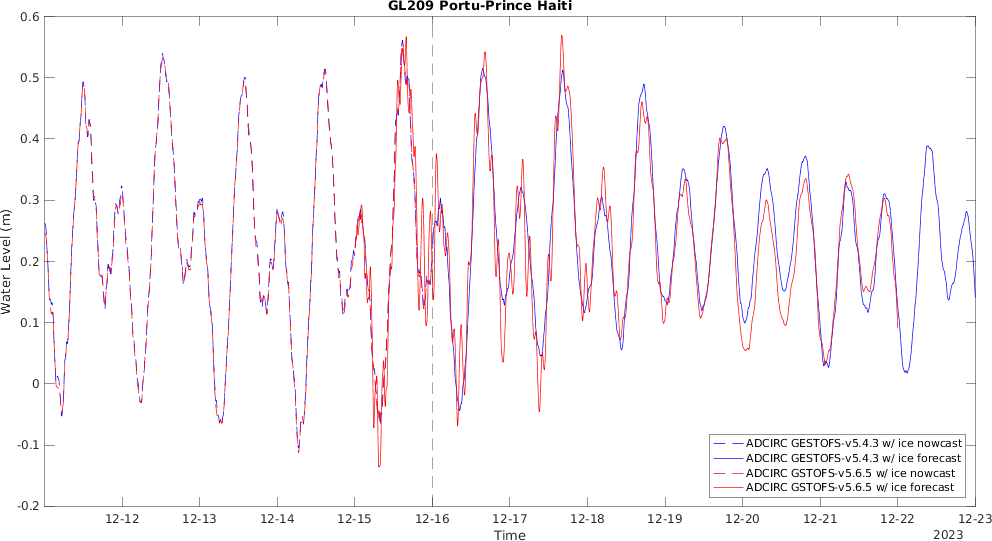 GL209 Portu-Prince Haiti
0.6
0.5
0.4
0.3
0.2
0.1
0
-0.1
-0.2
Water Level (m)
ADCIRC GESTOFS-v5.4.3 w/ ice nowcast
ADCIRC GESTOFS-v5.4.3 w/ ice forecast
ADCIRC GSTOFS-v5.6.5 w/ ice nowcast
ADCIRC GSTOFS-v5.6.5 w/ ice forecast
12-12 12-13 12-14 12-15 12-16 12-17 12-18 12-19 12-20 12-21 12-22 12-23
Time
2023